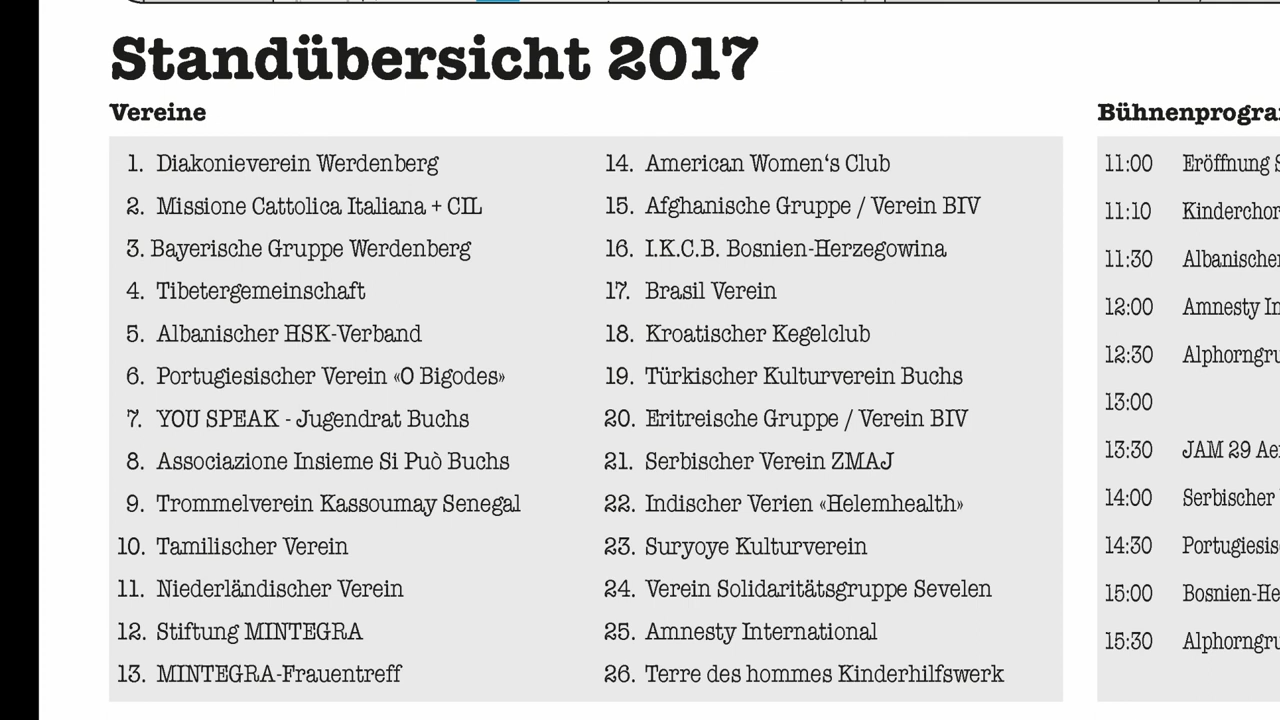 Standübersicht 2017
Vereine
1. Diakonieverein Werdenberg
2. Missione Cattolica Italiana + CIL
3. Bayerische Gruppe Werdenberg
4. Tibetergemeinschaft
5. Albanischer HSK-Verband
6. Portugiesischer Verein «O Bigodes»
7. YOU SPEAK - Jugendrat Buchs
8. Associazione Insieme Si Può Buchs
9. Trommelverein Kassoumay Senegal
10. Tamilischer Verein
11. Niederländischer Verein
12. Stiftung MINTEGRA
13. MINTEGRA-Frauentreff
14. American Women‘s Club
15. Afghanische Gruppe / Verein BIV
16. I.K.C.B. Bosnien-Herzegowina
17. Brasil Verein
18. Kroatischer Kegelclub
19. Türkischer Kulturverein Buchs
20. Eritreische Gruppe / Verein BIV
21. Serbischer Verein ZMAJ
22. Indischer Verien «Helemhealth»
23. Suryoye Kulturverein
24. Verein Solidaritätsgruppe Sevelen
25. Amnesty International
26. Terre des hommes Kinderhilfswerk
11:00 Eröffnung
11:10 Kinderchor
11:30 Albanischer
12:00 Amnesty
12:30
13:00
13:30 JAM 29
14:00 Serbischer
14:30
15:00
15:30